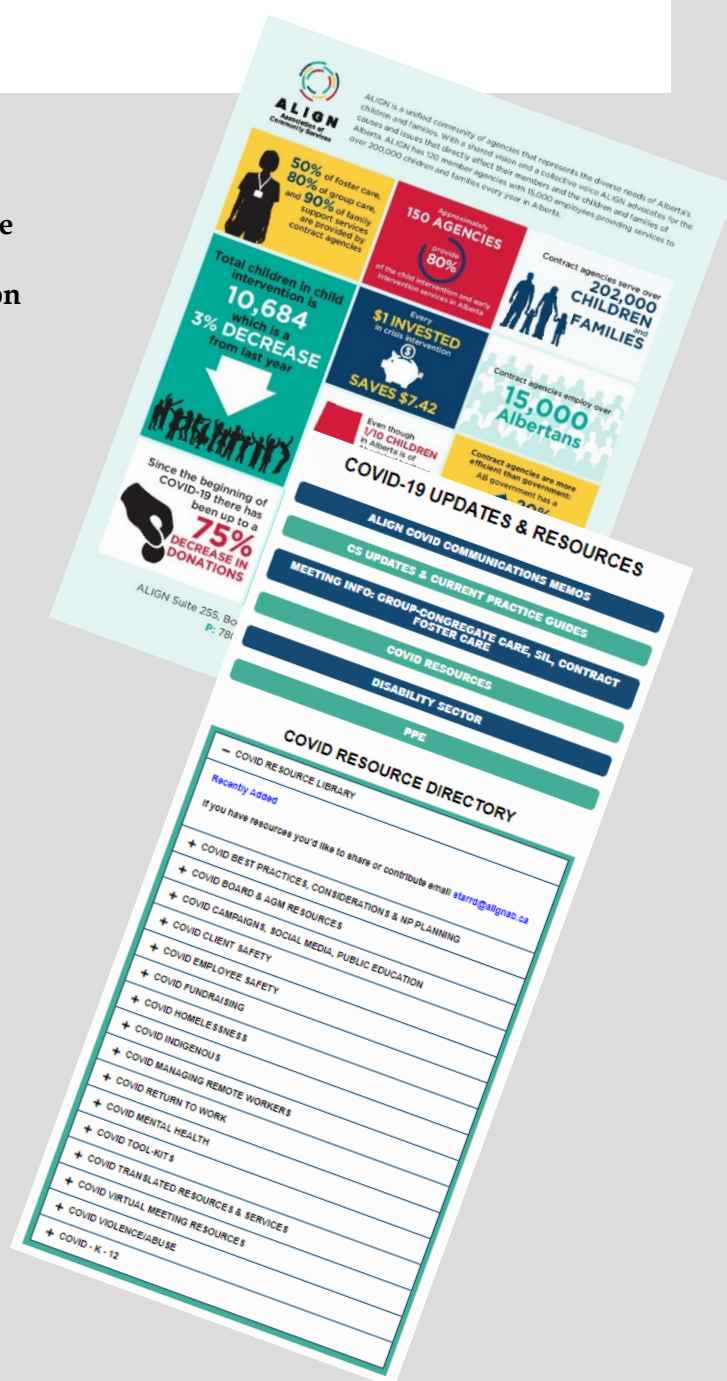 e
on
ALIGN
Association of
Community Services
ALIGN is a unified community of agencies that represents the diverse needs of Alberta's
children and families. With a shared vision and a collective voice ALIGN advocates for the
causes and issues that directly affect their members and the children and families of
Alberta. ALIGN has 120 member agencies with 15,000 employees providing services to
over 200,000 children and families every year in Alberta.
50% of foster care,
80% of group care,
and 90% of family
support services
are provided by
contract agencies
Approximately
150 AGENCIES
provide
80%
of the child intervention and early
intervention services in Alberta
Contract agencies serve over
202,000
CHILDREN
and
FAMILIES
Total children in child
intervention is
10,684
which is a
3% DECREASE
from last year
Every
$1 INVESTED
in crisis intervention
SAVES $7.42
Contract agencies employ over
15,000
Albertans
Since the beginning of
COVID-19 there has
been up to a
75%
DECREASE IN
DONATIONS
Even though
1/10 CHILDREN
in Alberta is of
Contract agencies are more
efficient than government:
AB government has a
ALIGN Suite 255, Bo
P: 780
COVID-19 UPDATES & RESOURCES
ALIGN COVID COMMUNICATIONS MEMOS
CS UPDATES & CURRENT PRACTICE GUIDES
MEETING INFO: GROUP-CONGREGATE CARE, SIL, CONTRACT
FOSTER CARE
COVID RESOURCES
DISABILITY SECTOR
PPE
COVID RESOURCE DIRECTORY
− COVID RESOURCE LIBRARY
Recently Added
If you have resources you'd like to share or contribute email starrd@alignab.ca
+ COVID BEST PRACTICES, CONSIDERATIONS & NP PLANNING
+ COVID BOARD & AGM RESOURCES
+ COVID CAMPAIGNS, SOCIAL MEDIA, PUBLIC EDUCATION
+ COVID CLIENT SAFETY
+ COVID EMPLOYEE SAFETY
+ COVID FUNDRAISING
+ COVID HOMELESSNESS
+ COVID INDIGENOUS
+ COVID MANAGING REMOTE WORKERS
+ COVID RETURN TO WORK
+ COVID MENTAL HEALTH
+ COVID TOOL-KITS
+ COVID TRANSLATED RESOURCES & SERVICES
+ COVID VIRTUAL MEETING RESOURCES
+ COVID VIOLENCE/ABUSE
+ COVID - K - 12